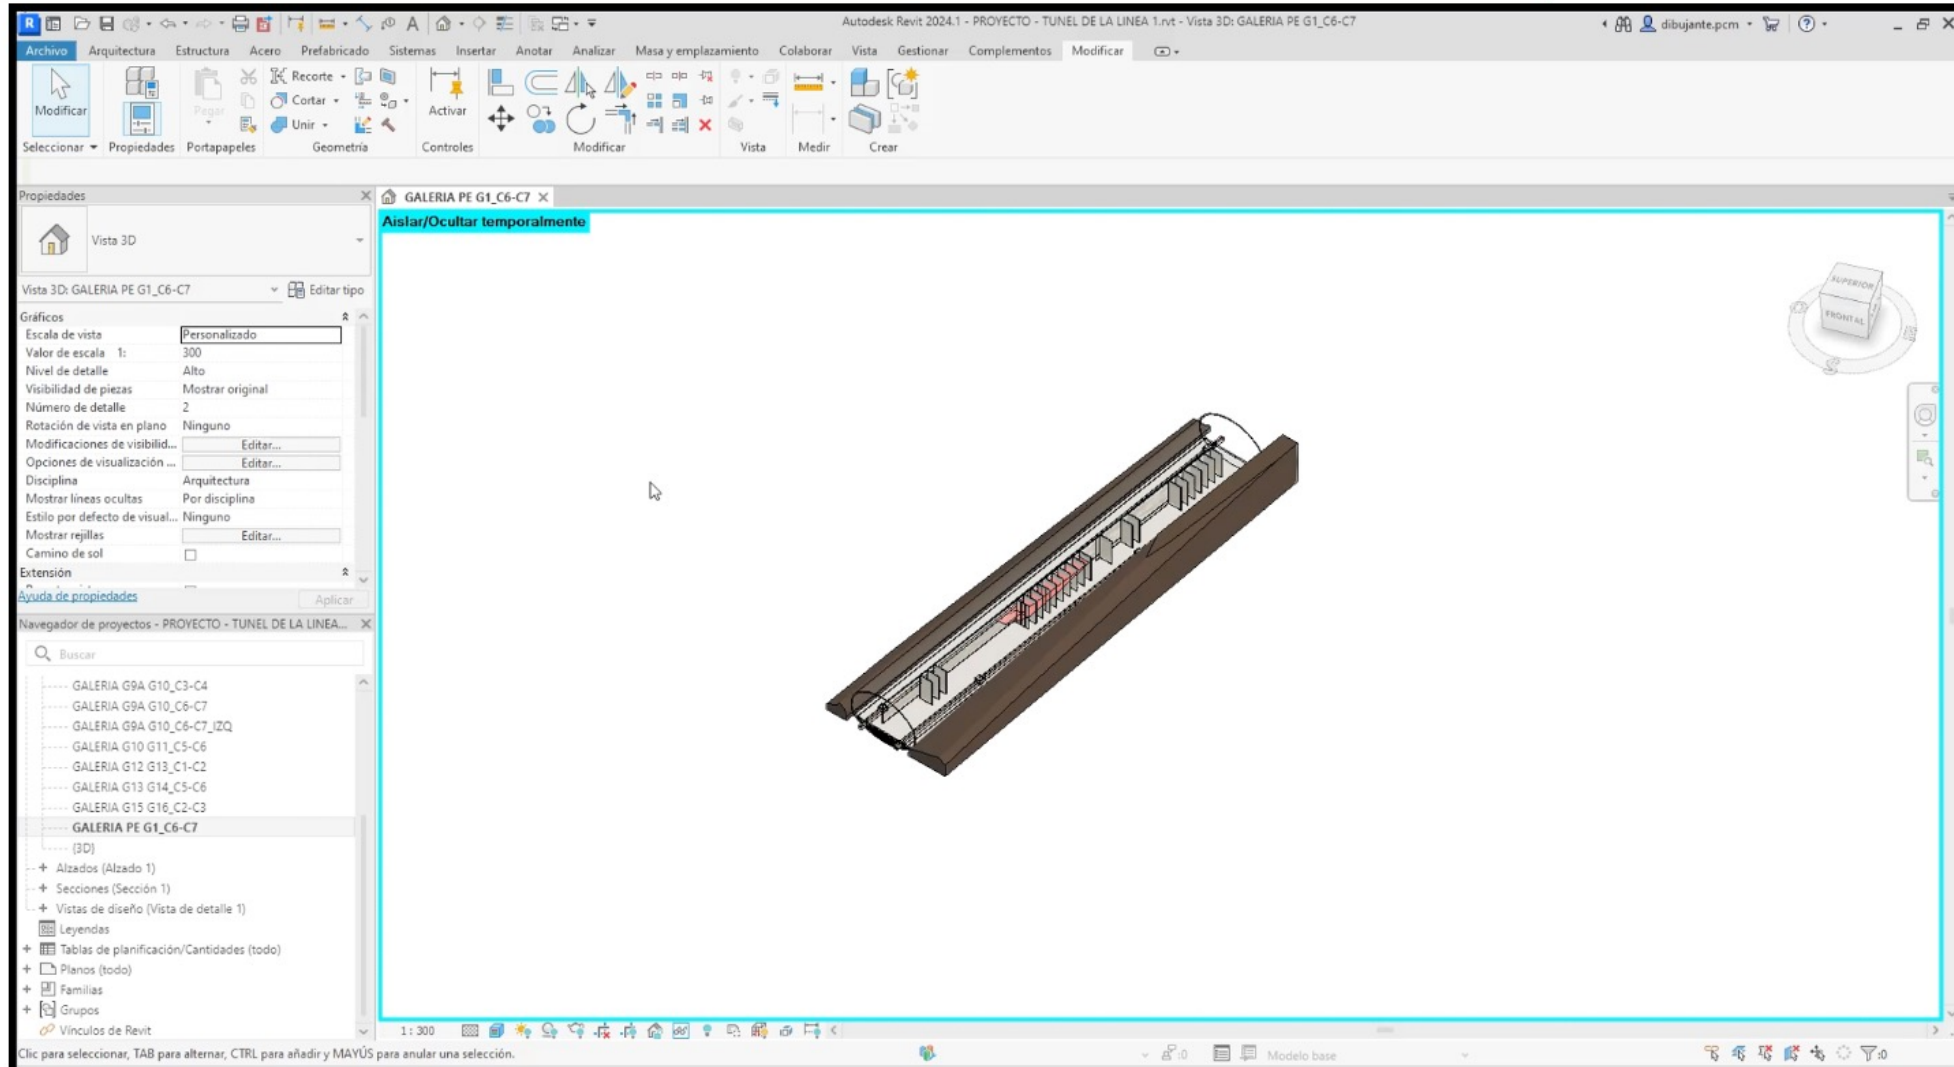 Autodesk Revit 2024.1 - PROYECTO - TUNEL DE LA LINEA 1.rvt - Vista 3D: GALERIA PE G1_C6-C7
dibujante.pcm
Archivo Arquitectura Estructura Acero Prefabricado Sistemas Insertar Anotar Analizar Masa y emplazamiento Colaborar Vista Gestionar Complementos Modificar
Modificar
Pegar
Recorte
Cortar
Unir
Activar
Seleccionar Propiedades Portapapeles Geometría Controles Modificar Vista Medir Crear
Propiedades
GALERIA PE G1_C6-C7
Aislar/Ocultar temporalmente
Vista 3D
Vista 3D: GALERIA PE G1_C6-C7 Editar tipo
Gráficos
Escala de vista Personalizado
Valor de escala 1: 300
Nivel de detalle Alto
Visibilidad de piezas Mostrar original
Número de detalle 2
Rotación de vista en plano Ninguno
Modificaciones de visibilid... Editar...
Opciones de visualización ... Editar...
Disciplina Arquitectura
Mostrar líneas ocultas Por disciplina
Estilo por defecto de visual... Ninguno
Mostrar rejillas Editar...
Camino de sol
Extensión
Ayuda de propiedades Aplicar
SUPERIOR
FRONTAL
S
Navegador de proyectos - PROYECTO - TUNEL DE LA LINEA...
Buscar
GALERIA G9A G10_C3-C4
GALERIA G9A G10_C6-C7
GALERIA G9A G10_C6-C7_IZQ
GALERIA G10 G11_C5-C6
GALERIA G12 G13_C1-C2
GALERIA G13 G14_C5-C6
GALERIA G15 G16_C2-C3
GALERIA PE G1_C6-C7
{3D}
Alzados (Alzado 1)
Secciones (Sección 1)
Vistas de diseño (Vista de detalle 1)
Leyendas
Tablas de planificación/Cantidades (todo)
Planos (todo)
Familias
Grupos
Vínculos de Revit
1 : 300
Clic para seleccionar, TAB para alternar, CTRL para añadir y MAYÚS para anular una selección.
:0
Modelo base
:0